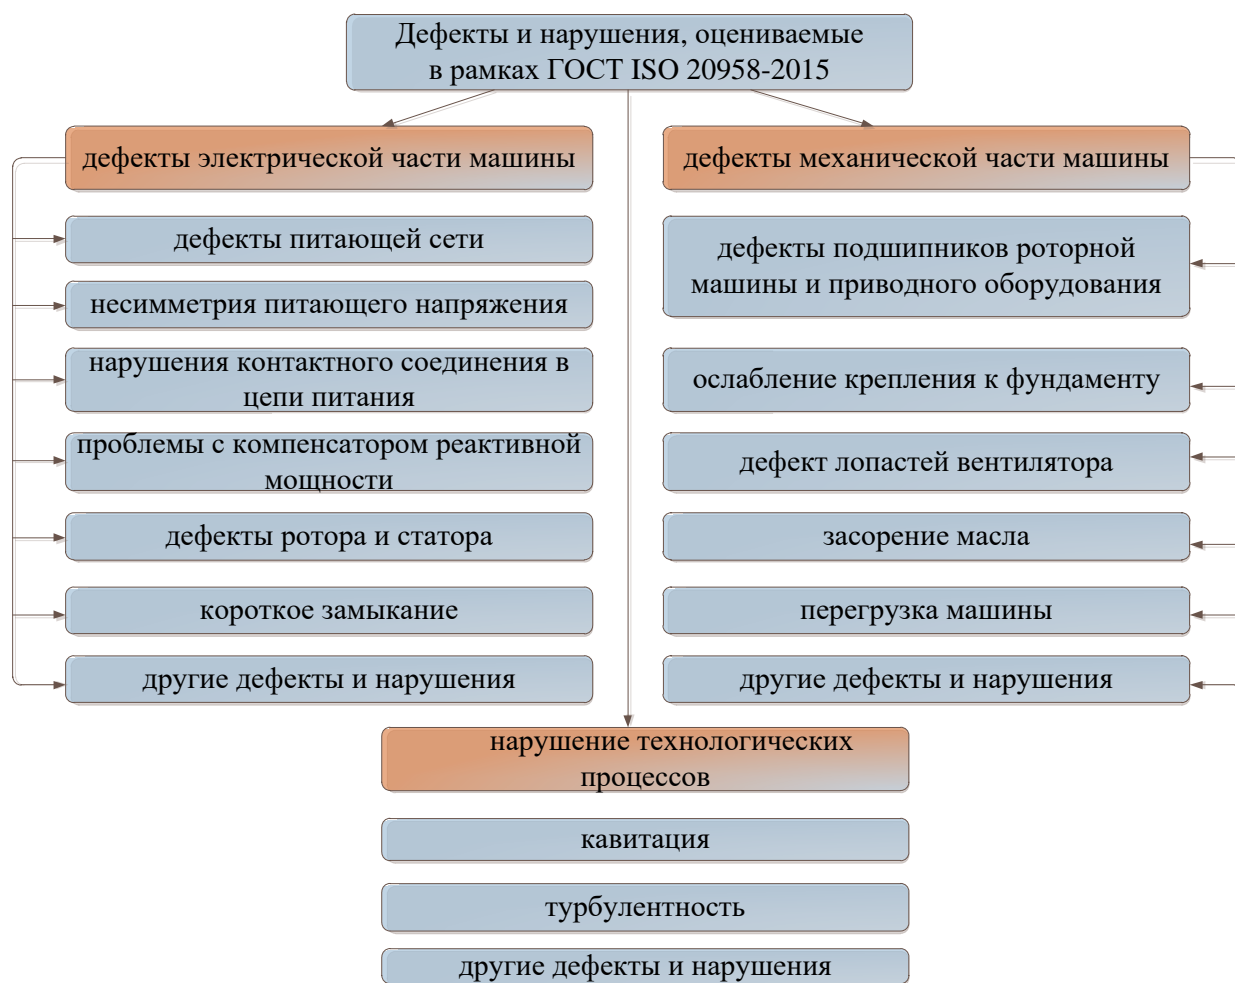 Дефекты и нарушения, оцениваемые
в рамках ГОСТ ISO 20958-2015
дефекты электрической части машины
дефекты питающей сети
несимметрия питающего напряжения
нарушения контактного соединения в
цепи питания
проблемы с компенсатором реактивной
мощности
дефекты ротора и статора
короткое замыкание
другие дефекты и нарушения
дефекты механической части машины
дефекты подшипников роторной
машины и приводного оборудования
ослабление крепления к фундаменту
дефект лопастей вентилятора
засорение масла
перегрузка машины
другие дефекты и нарушения
нарушение технологических
процессов
кавитация
турбулентность
другие дефекты и нарушения